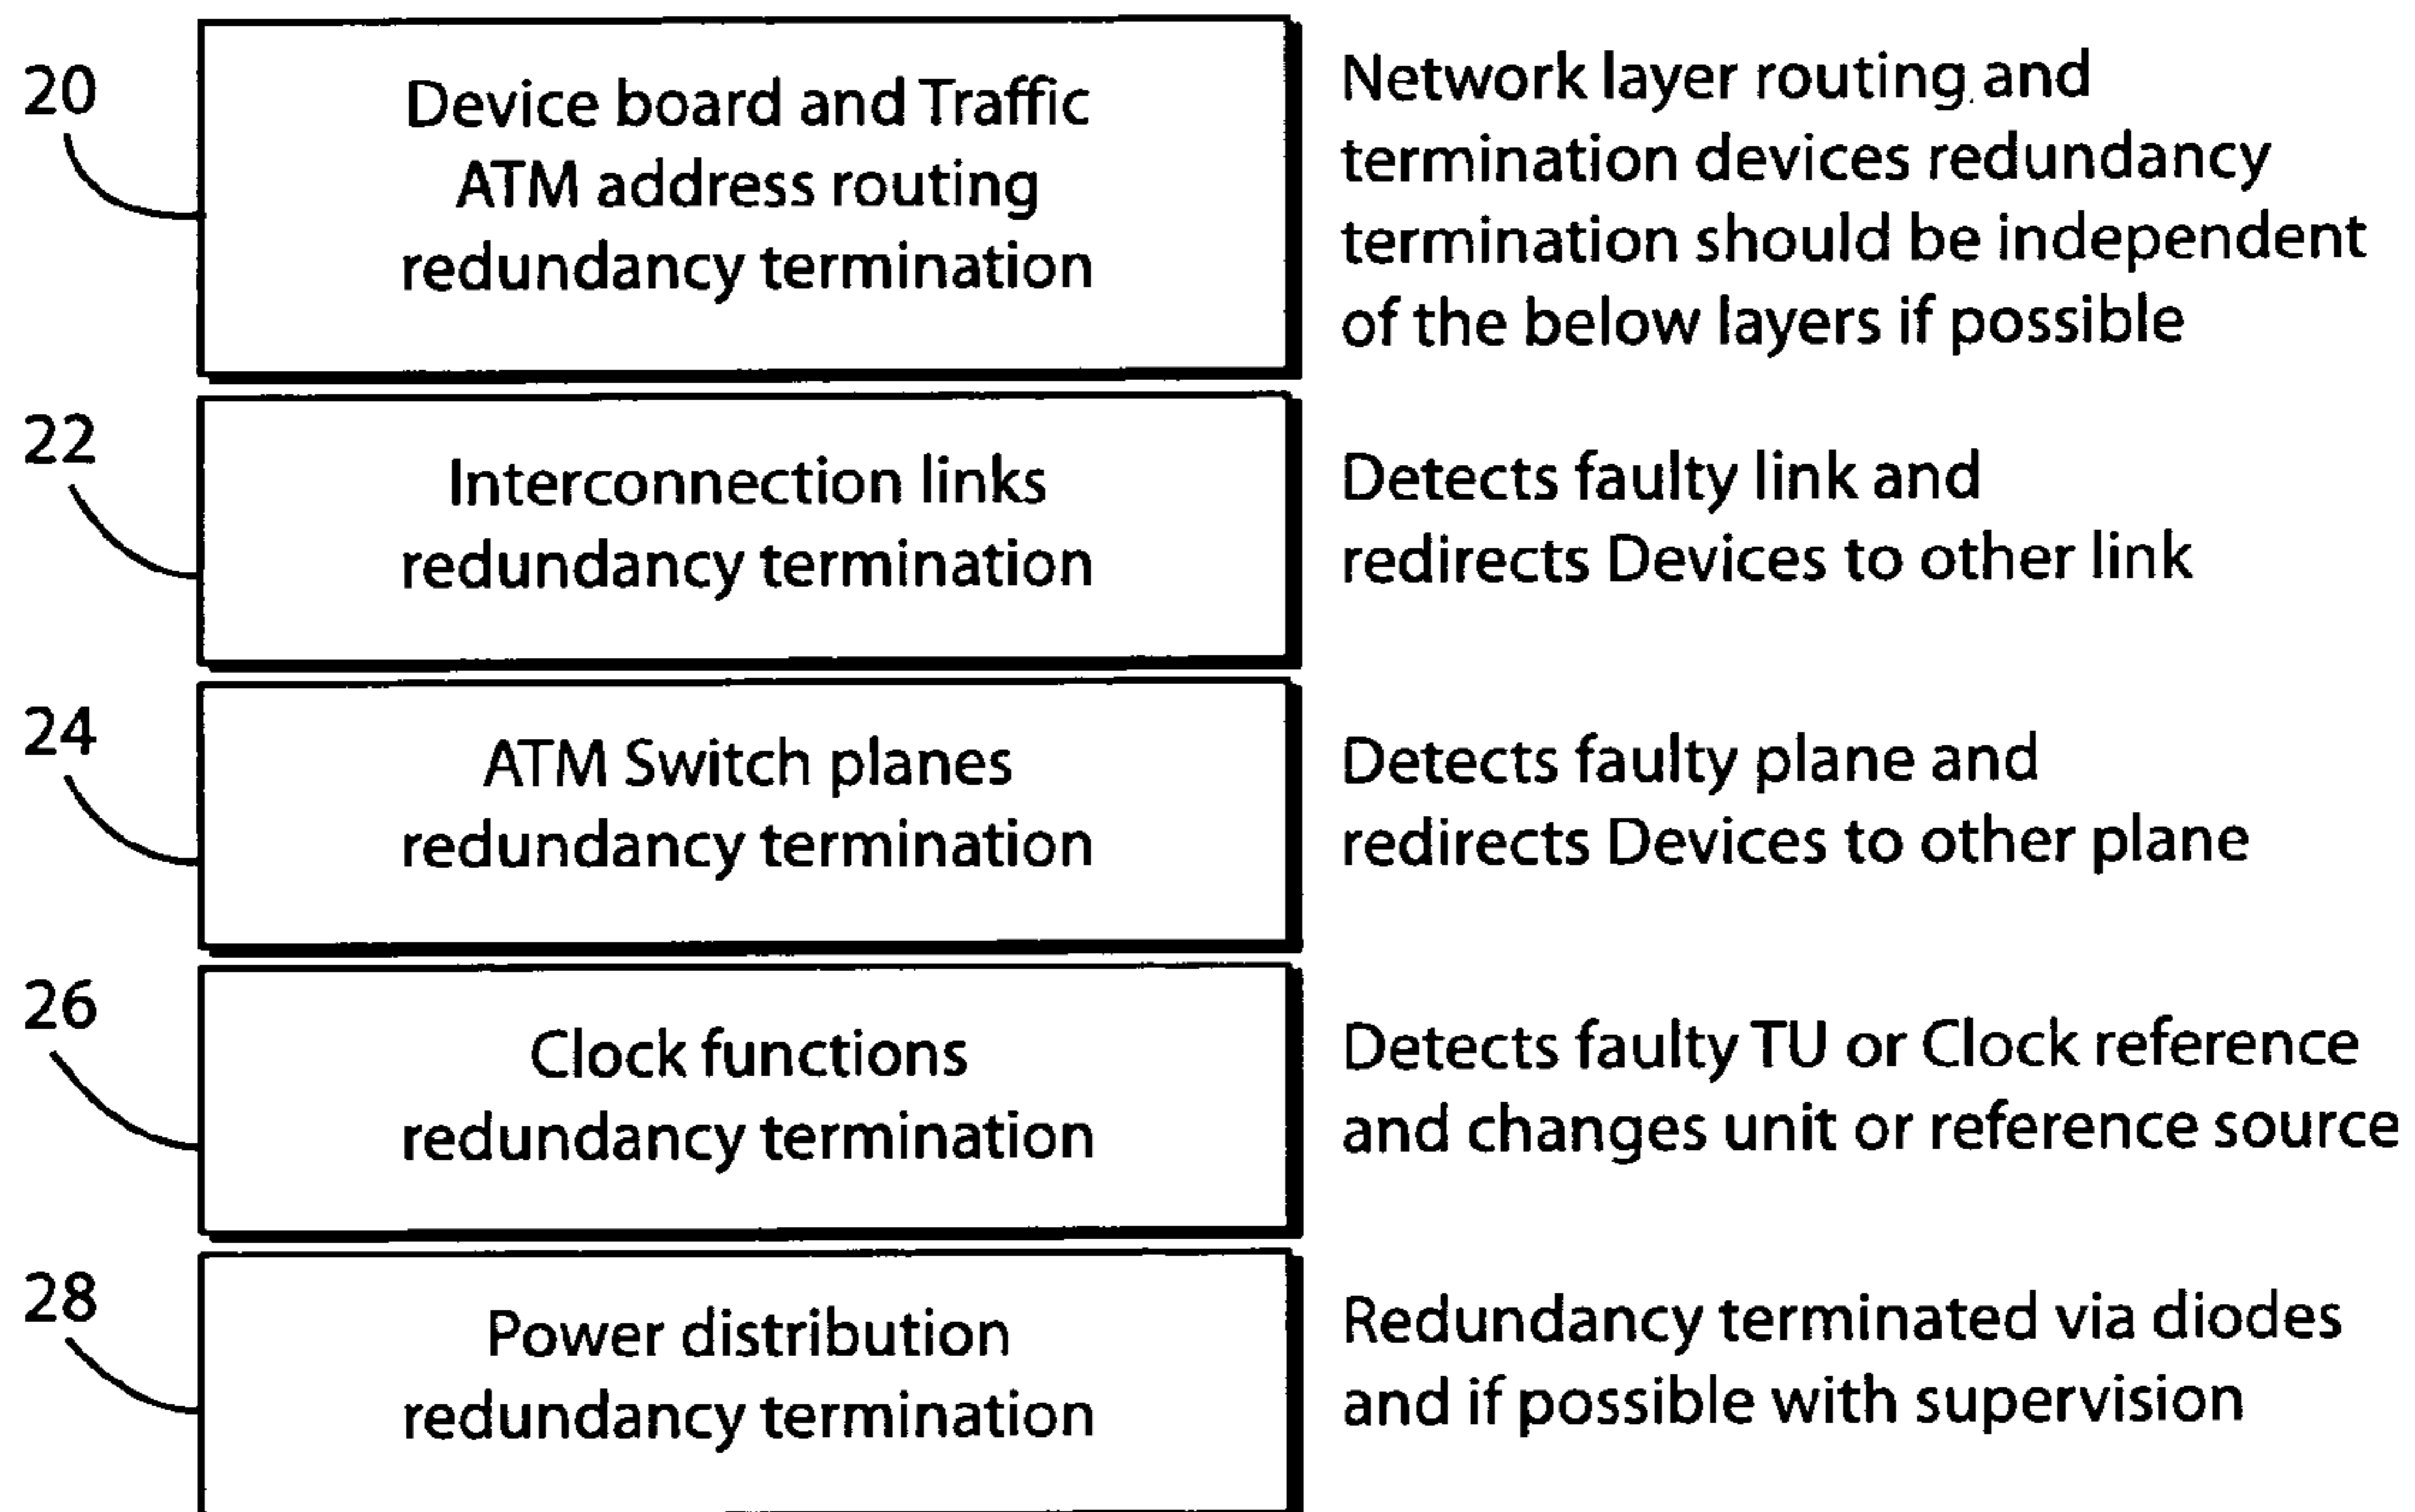 20
Device board and Traffic
ATM address routing
redundancy termination
Network layer routing and
termination devices redundancy
termination should be independent
of the below layers if possible
22
Interconnection links
redundancy termination
Detects faulty link and
redirects Devices to other link
24
ATM Switch planes
redundancy termination
Detects faulty plane and
redirects Devices to other plane
26
Clock functions
redundancy termination
Detects faulty TU or Clock reference
and changes unit or reference source
28
Power distribution
redundancy termination
Redundancy terminated via diodes
and if possible with supervision